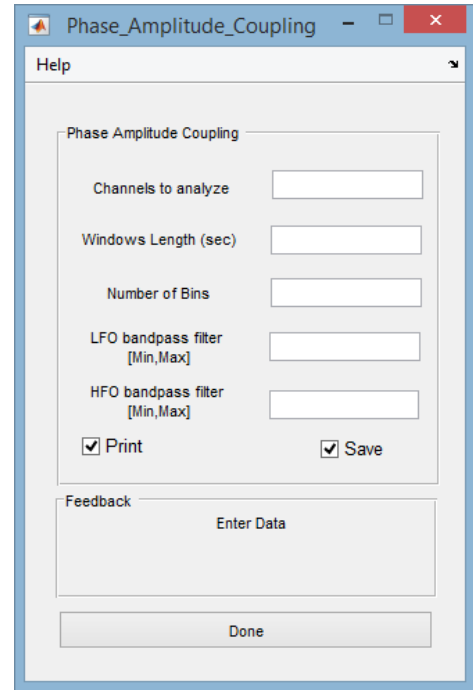 Phase_Amplitude_Coupling
Help
Phase Amplitude Coupling
Channels to analyze
Windows Length (sec)
Number of Bins
LFO bandpass filter
[Min,Max]
HFO bandpass filter
[Min,Max]
Print
Save
Feedback
Enter Data
Done